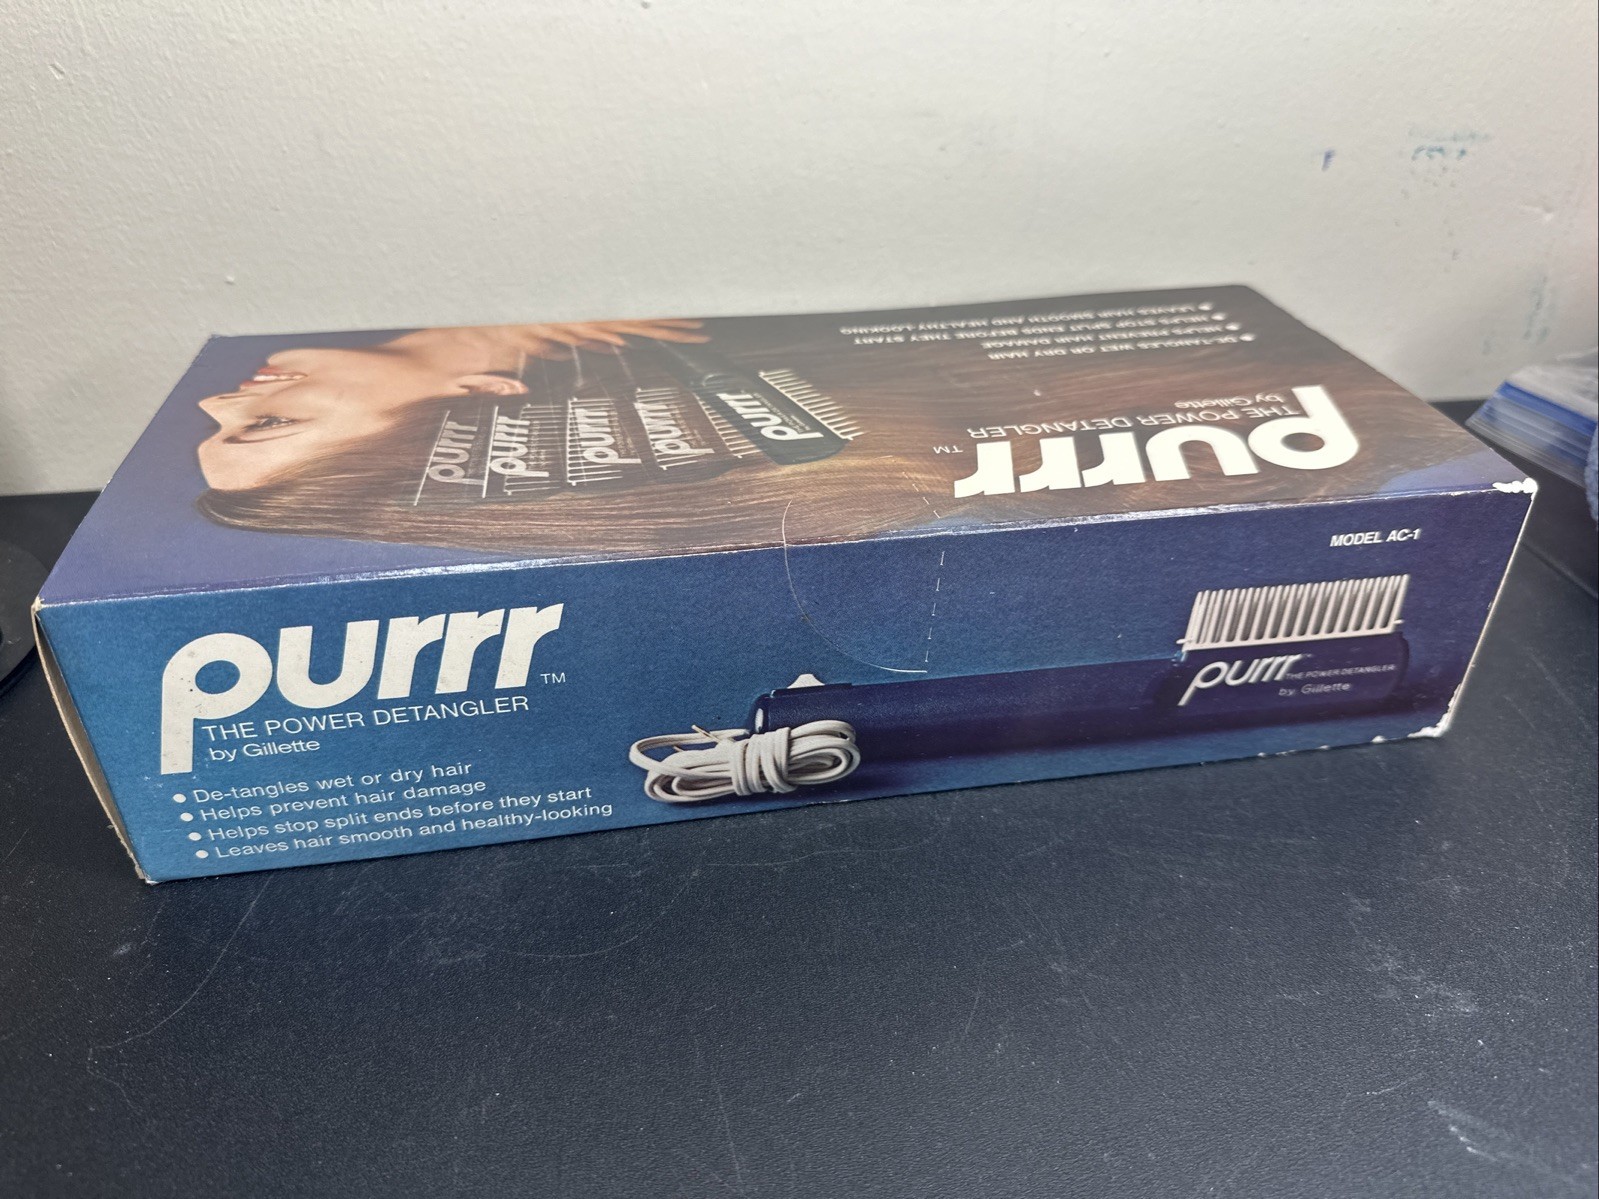 DE-TANGLES WET OR DRY HAIR
HELPS PREVENT HAIR DAMAGE
HELPS STOP SPLIT ENDS BEFORE THEY START
LEAVES HAIR SMOOTH AND HEALTHY LOOKING
purrr
purrr
purrr
purrr
purrr
purrr TM
THE POWER DETANGLER
by Gillette
MODEL AC-1
purrr TM
THE POWER DETANGLER
by Gillette
• De-tangles wet or dry hair
• Helps prevent hair damage
• Helps stop split ends before they start
• Leaves hair smooth and healthy-looking
purrr THE POWER DETANGLER
by Gillette